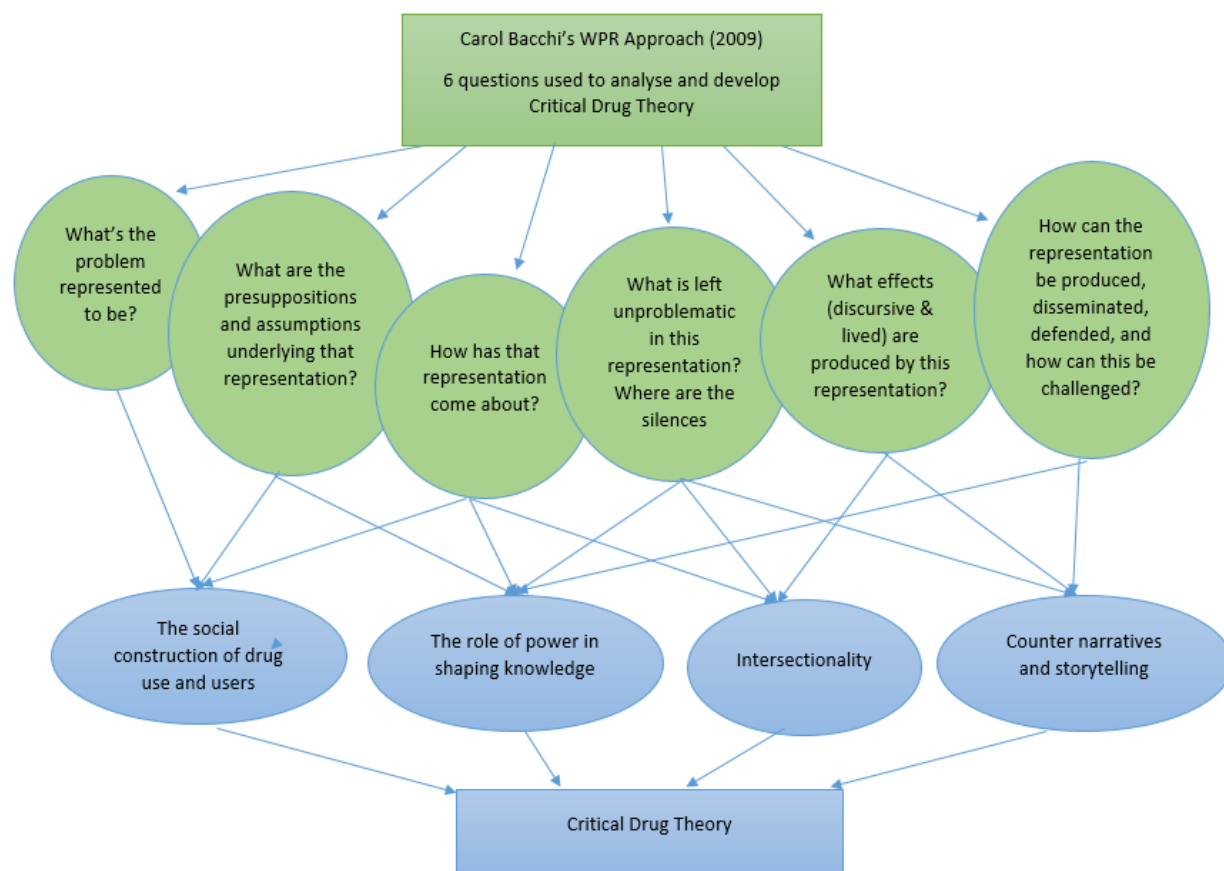 Carol Bacchi's WPR Approach (2009)
6 questions used to analyse and develop
Critical Drug Theory
What's the
problem
represented
to be?
What are the
presuppositions
and assumptions
underlying that
representation?
How has that
representation
come about?
What is left
unproblematic
in this
representation?
Where are the
silences
What effects
(discursive &
lived) are
produced by this
representation?
How can the
representation
be produced,
disseminated,
defended, and
how can this be
challenged?
The social
construction of drug
use and users
The role of power in
shaping knowledge
Intersectionality
Counter narratives
and storytelling
Critical Drug Theory